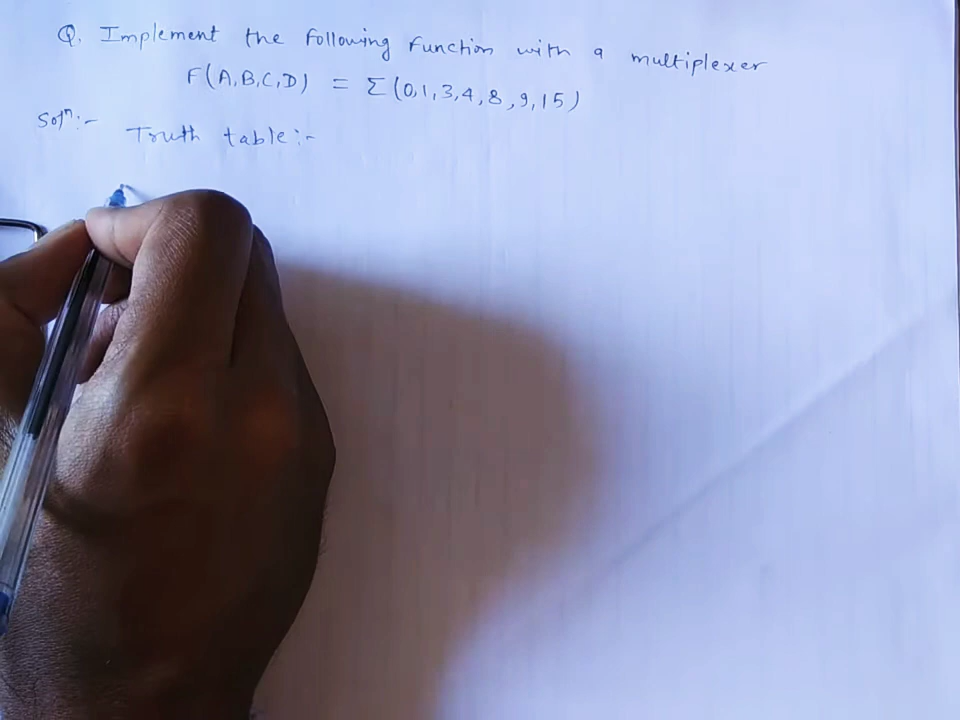 Q. Implement the following function with a multiplexer
F(A,B,C,D) = Σ(0,1,3,4,8,9,15)
Solⁿ:-
Truth table:-